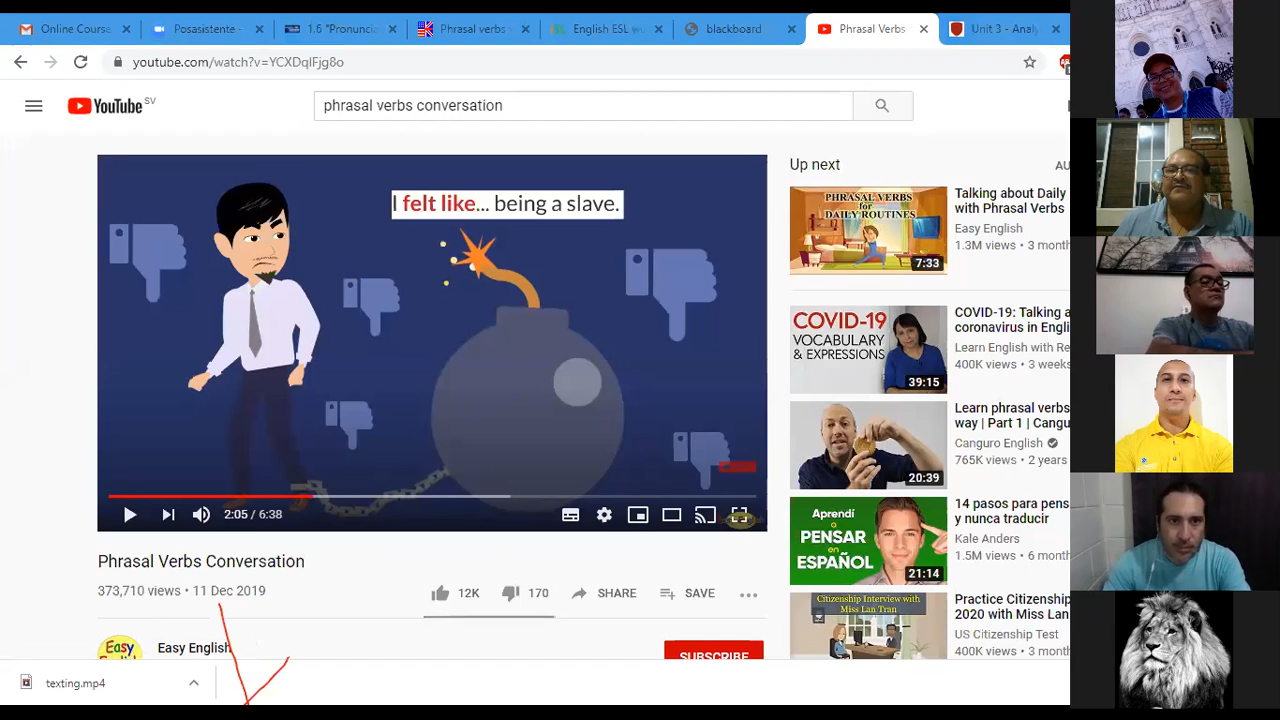 Online Course
Posasistente -
1.6 "Pronuncia
Phrasal verbs
English ESL wo
blackboard
Phrasal Verbs
Unit 3 - Analy
youtube.com/watch?v=YCXDqlFjg8o
YouTube SV
phrasal verbs conversation
I felt like... being a slave.
2:05 / 6:38
Phrasal Verbs Conversation
373,710 views • 11 Dec 2019
12K
170
SHARE
SAVE
Easy English
SUBSCRIBE
Up next
AU
PHRASAL VERBS
for
DAILY ROUTINES
7:33
Talking about Daily
with Phrasal Verbs
Easy English
1.3M views • 3 month
COVID-19
VOCABULARY
& EXPRESSIONS
39:15
COVID-19: Talking a
coronavirus in Engli
Learn English with Re
400K views • 3 weeks
20:39
Learn phrasal verbs
way | Part 1 | Cangu
Canguro English
765K views • 2 years
Aprendí
a
PENSAR
en
ESPAÑOL
21:14
14 pasos para pens
y nunca traducir
Kale Anders
1.5M views • 6 month
Citizenship Interview with
Miss Lan Tran
Practice Citizenship
2020 with Miss Lan
US Citizenship Test
400K views • 3 weeks
texting.mp4